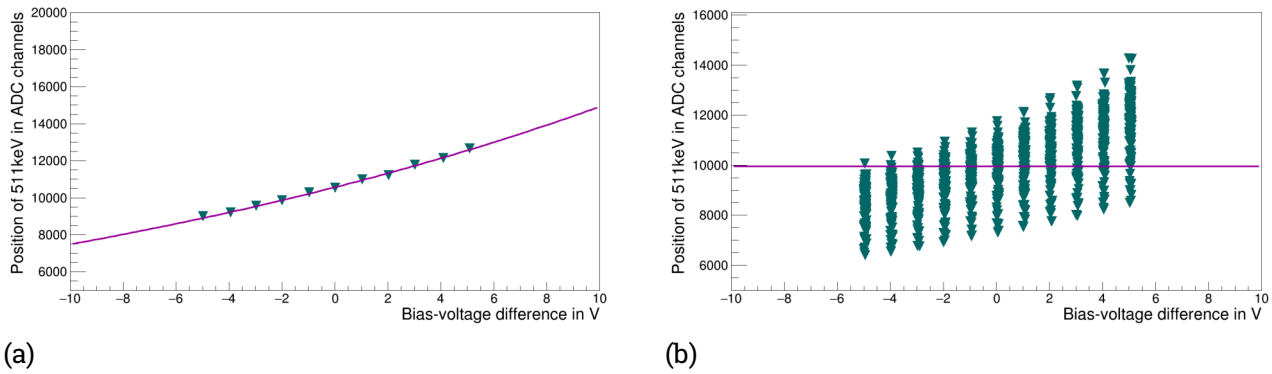 Position of 511keV in ADC channels
20000
18000
16000
14000
12000
10000
8000
6000
−10 −8 −6 −4 −2 0 2 4 6 8 10
Bias-voltage difference in V
(a)
Position of 511keV in ADC channels
16000
14000
12000
10000
8000
6000
−10 −8 −6 −4 −2 0 2 4 6 8 10
Bias-voltage difference in V
(b)